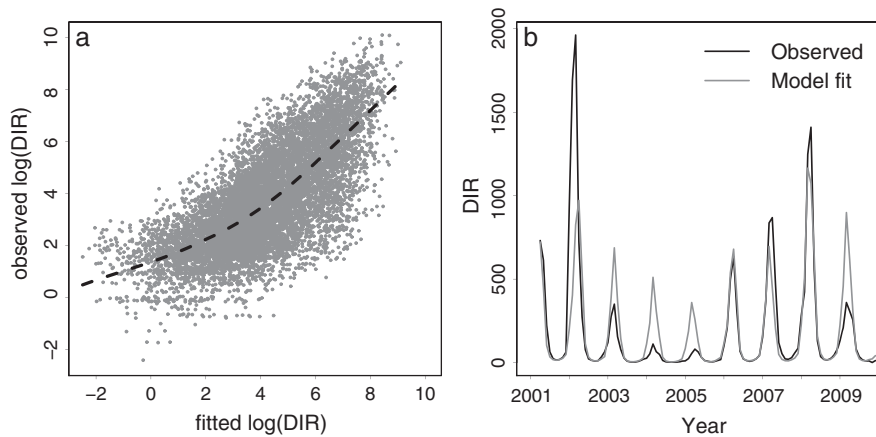 a
10
8
6
4
2
0
−2
observed log(DIR)
−2 0 2 4 6 8 10
fitted log(DIR)
b
Observed
Model fit
2000
1500
1000
500
0
DIR
2001 2003 2005 2007 2009
Year